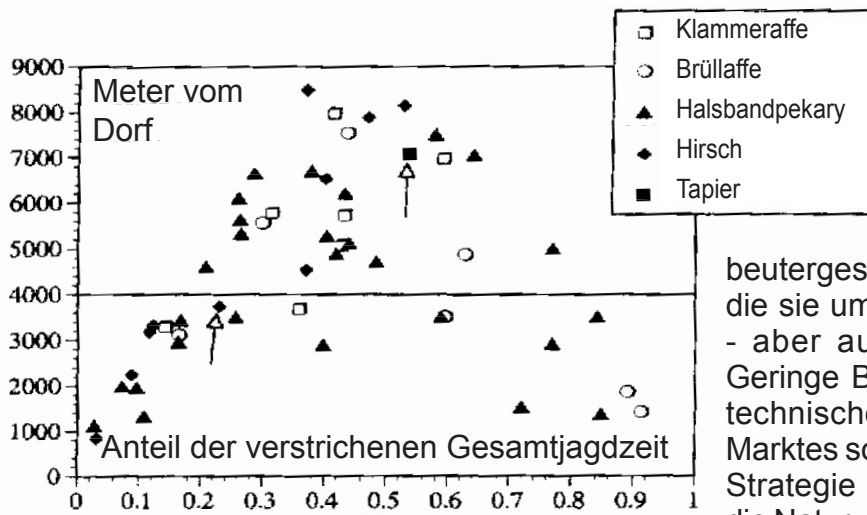 Klammeraffe
Brüllaffe
Halsbandpekary
Hirsch
Tapier
9000
Meter vom
Dorf
8000
7000
6000
5000
4000
3000
2000
1000
Anteil der verstrichenen Gesamtjagdzeit
0
0 0.1 0.2 0.3 0.4 0.5 0.6 0.7 0.8 0.9 1
beuterges
die sie um
- aber au
Geringe B
technische
Marktes sc
Strategie